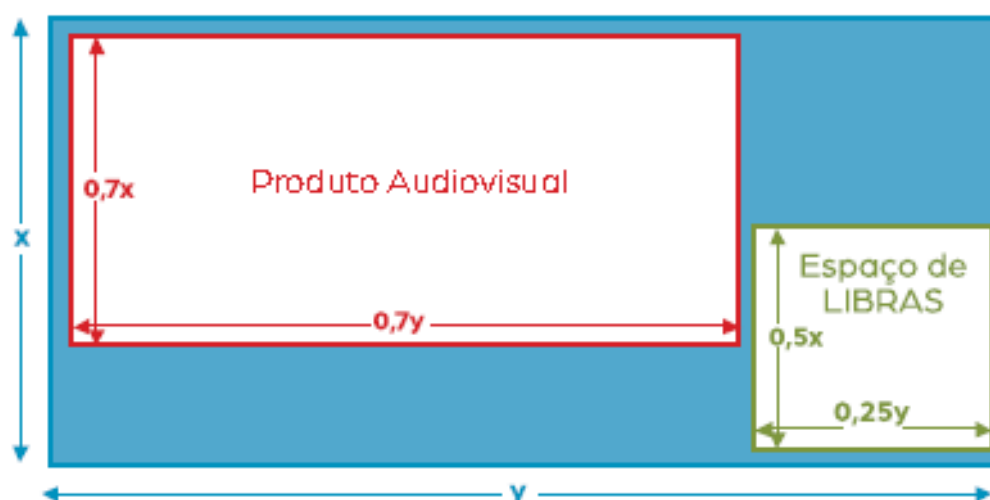 0,7x
Produto Audiovisual
x
0,7y
Espaço de
LIBRAS
0,5x
0,25y
y